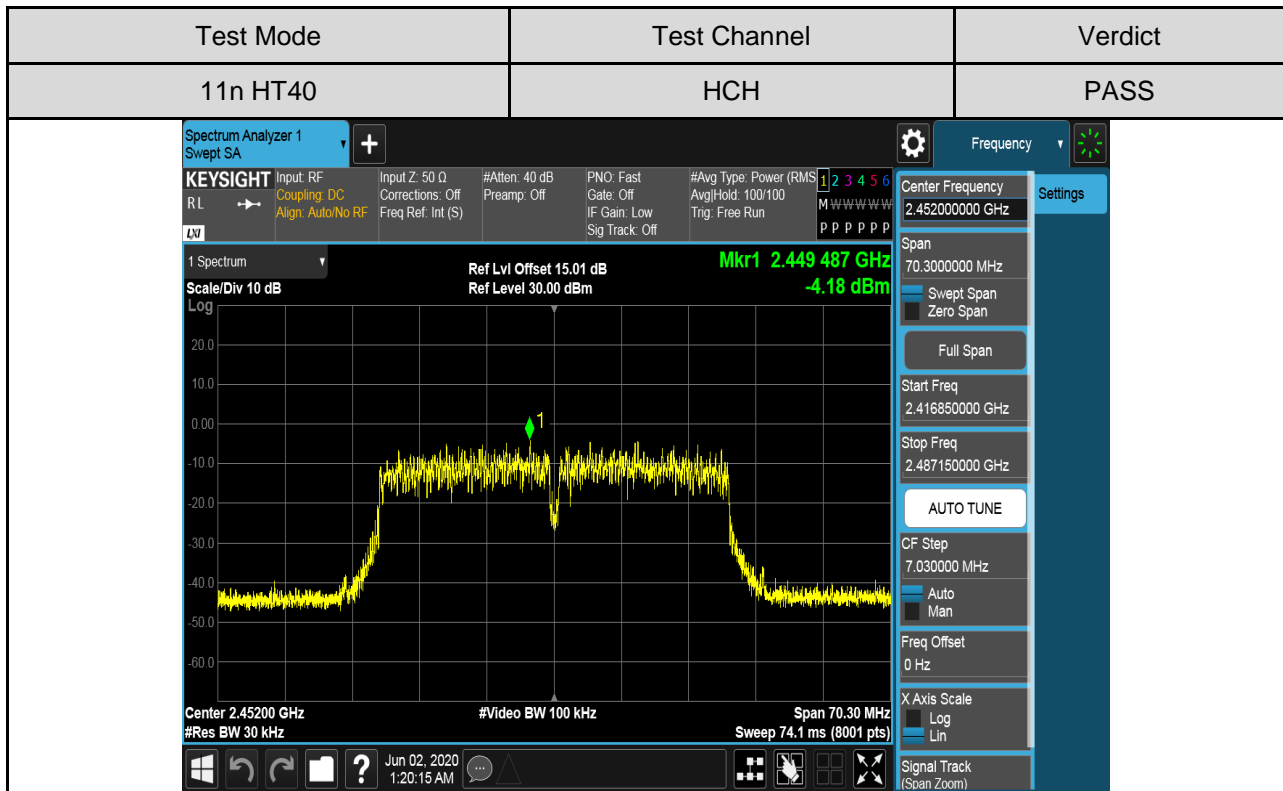 Test Mode Test Channel Verdict
11n HT40 HCH PASS
Spectrum Analyzer 1
Swept SA
+
Frequency
KEYSIGHT
RL
LXI
Input: RF
Coupling: DC
Align: Auto/No RF
Input Z: 50 Ω
Corrections: Off
Freq Ref: Int (S)
#Atten: 40 dB
Preamp: Off
PNO: Fast
Gate: Off
IF Gain: Low
Sig Track: Off
#Avg Type: Power (RMS
Avg|Hold: 100/100
Trig: Free Run
1 2 3 4 5 6
M W W W W W
P P P P P P
1 Spectrum
Scale/Div 10 dB
Ref Lvl Offset 15.01 dB
Ref Level 30.00 dBm
Mkr1 2.449 487 GHz
-4.18 dBm
Log
20.0
10.0
0.00
-10.0
-20.0
-30.0
-40.0
-50.0
-60.0
1
Center 2.45200 GHz
#Res BW 30 kHz
#Video BW 100 kHz
Span 70.30 MHz
Sweep 74.1 ms (8001 pts)
Center Frequency
2.452000000 GHz
Settings
Span
70.3000000 MHz
Swept Span
Zero Span
Full Span
Start Freq
2.416850000 GHz
Stop Freq
2.487150000 GHz
AUTO TUNE
CF Step
7.030000 MHz
Auto
Man
Freq Offset
0 Hz
X Axis Scale
Log
Lin
Signal Track
(Span Zoom)
?
Jun 02, 2020
1:20:15 AM